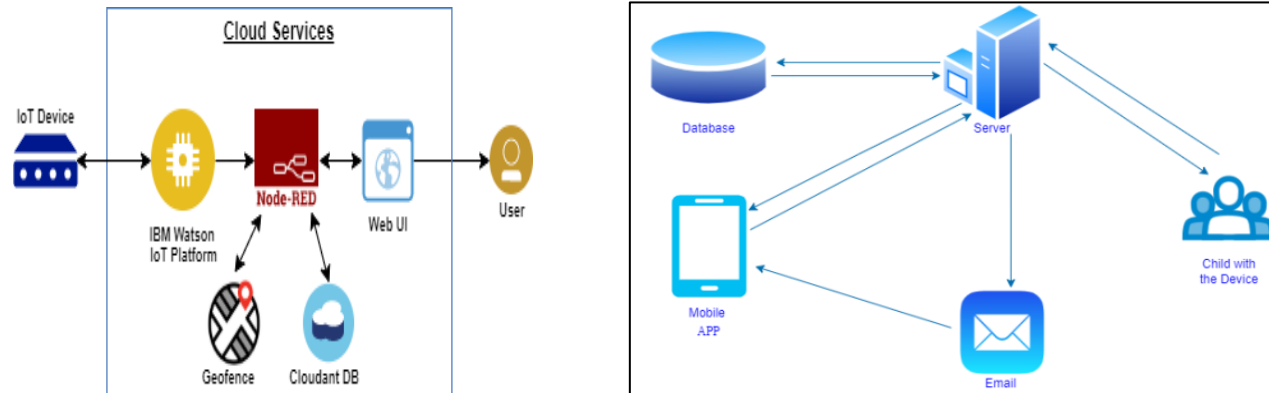 Cloud Services
IoT Device
Node-RED
IBM Watson
IoT Platform
Web UI
User
Geofence
Cloudant DB
Database
Server
Mobile
APP
Child with
the Device
Email